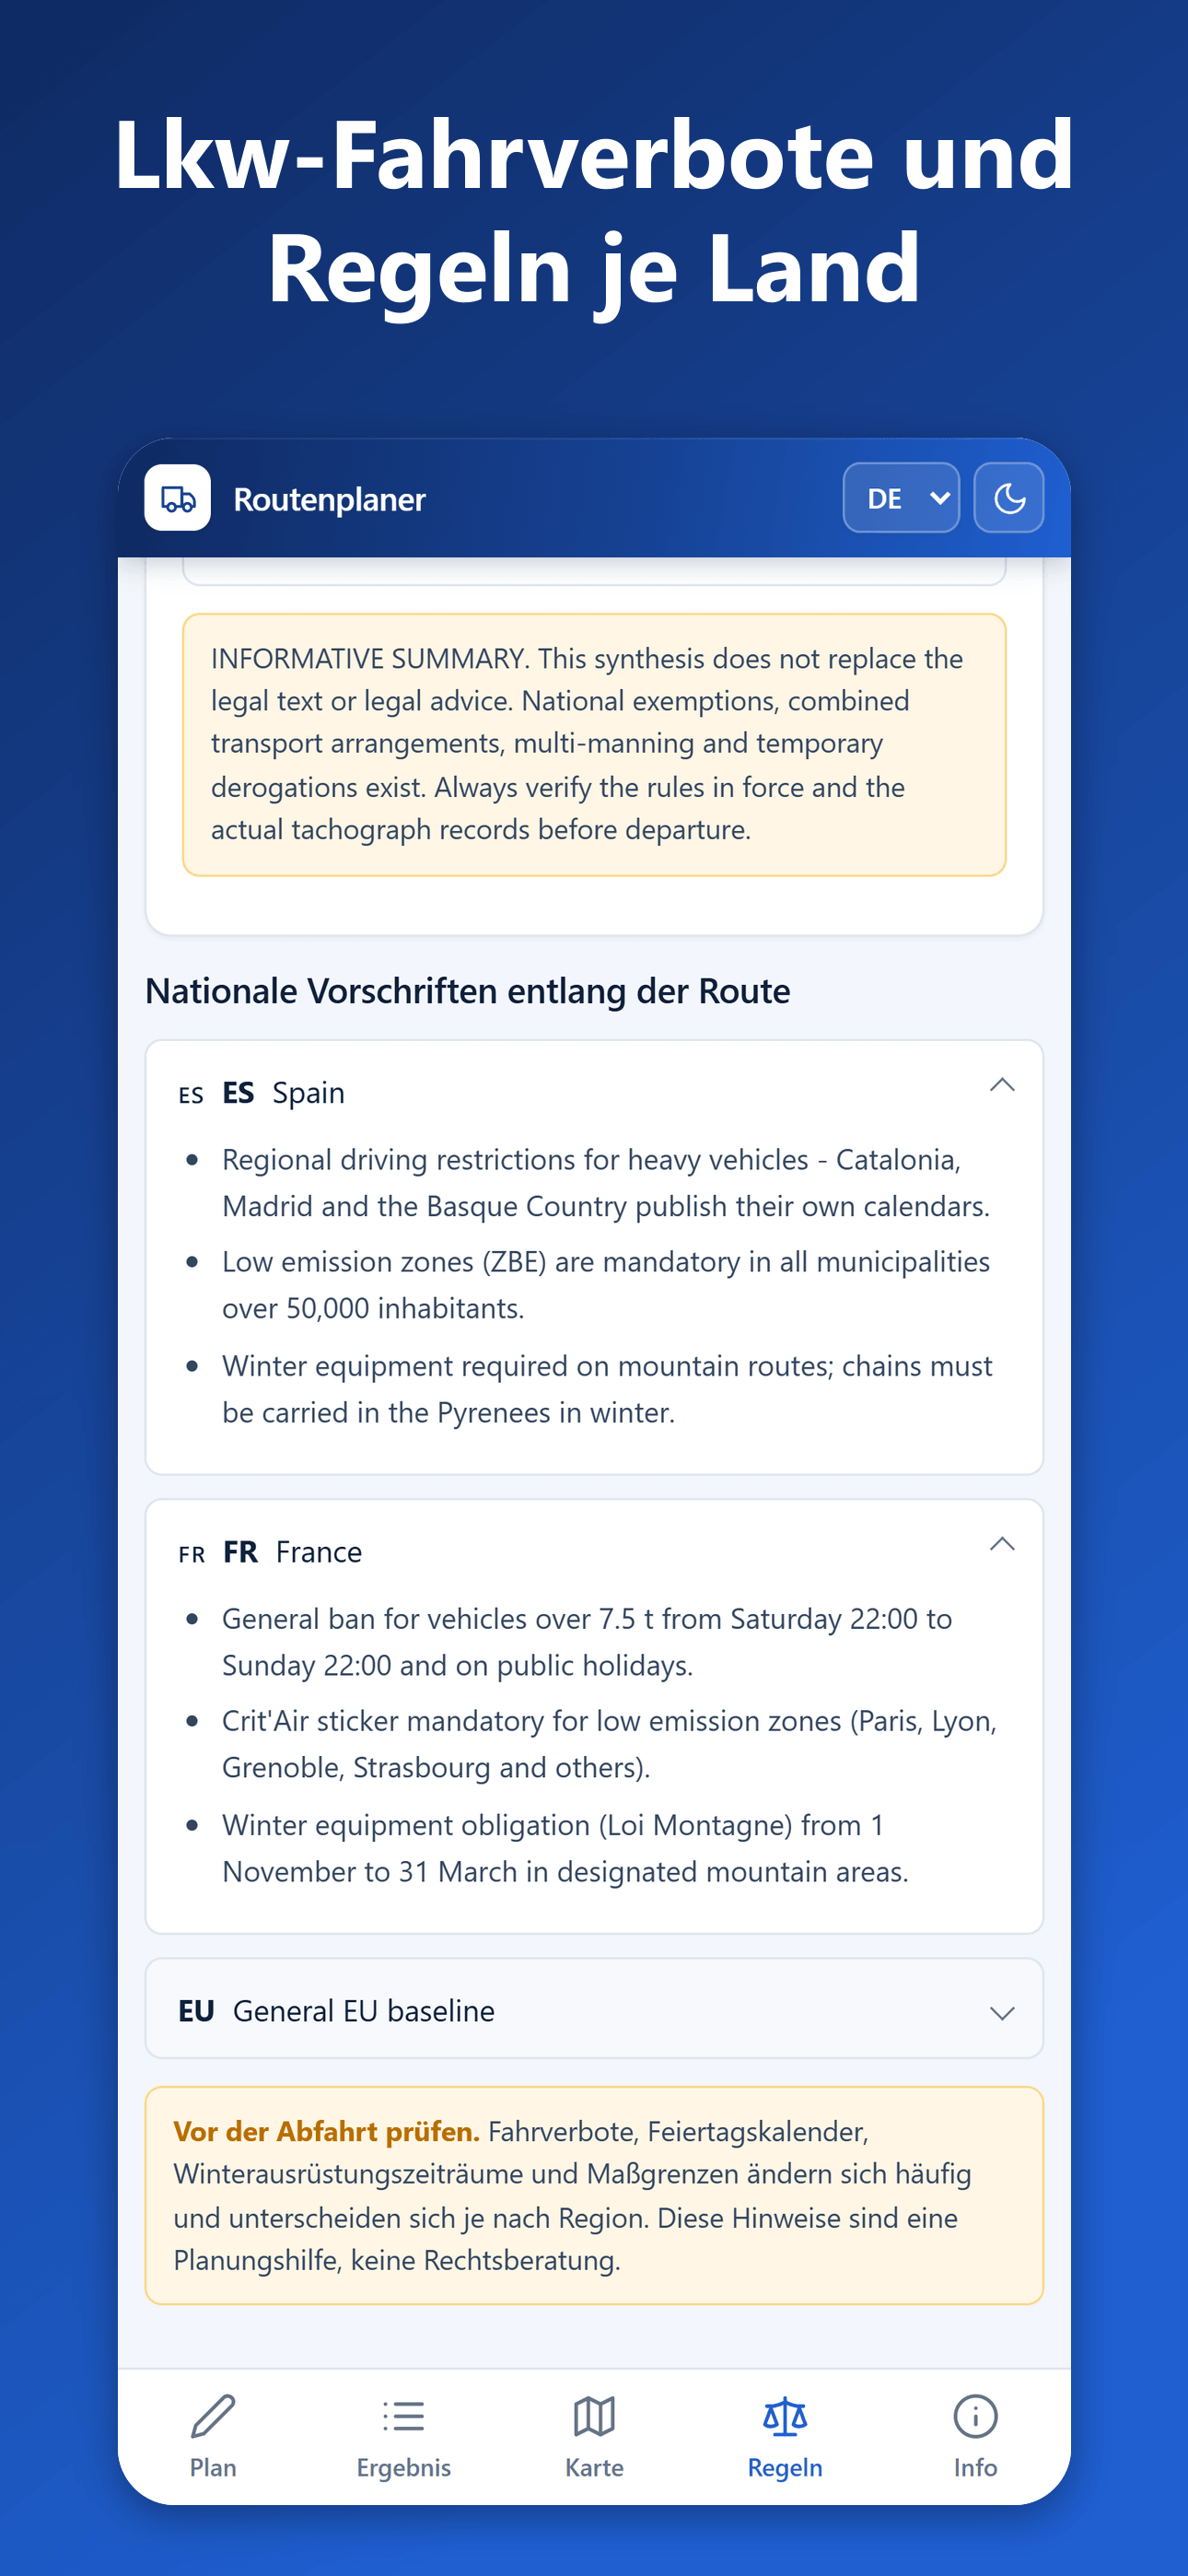 Lkw-Fahrverbote und
Regeln je Land
Routenplaner
DE
INFORMATIVE SUMMARY. This synthesis does not replace the
legal text or legal advice. National exemptions, combined
transport arrangements, multi-manning and temporary
derogations exist. Always verify the rules in force and the
actual tachograph records before departure.
Nationale Vorschriften entlang der Route
ES ES Spain
• Regional driving restrictions for heavy vehicles - Catalonia,
Madrid and the Basque Country publish their own calendars.
• Low emission zones (ZBE) are mandatory in all municipalities
over 50,000 inhabitants.
• Winter equipment required on mountain routes; chains must
be carried in the Pyrenees in winter.
FR FR France
• General ban for vehicles over 7.5 t from Saturday 22:00 to
Sunday 22:00 and on public holidays.
• Crit'Air sticker mandatory for low emission zones (Paris, Lyon,
Grenoble, Strasbourg and others).
• Winter equipment obligation (Loi Montagne) from 1
November to 31 March in designated mountain areas.
EU General EU baseline
Vor der Abfahrt prüfen. Fahrverbote, Feiertagskalender,
Winterausrüstungszeiträume und Maßgrenzen ändern sich häufig
und unterscheiden sich je nach Region. Diese Hinweise sind eine
Planungshilfe, keine Rechtsberatung.
Plan Ergebnis Karte Regeln Info